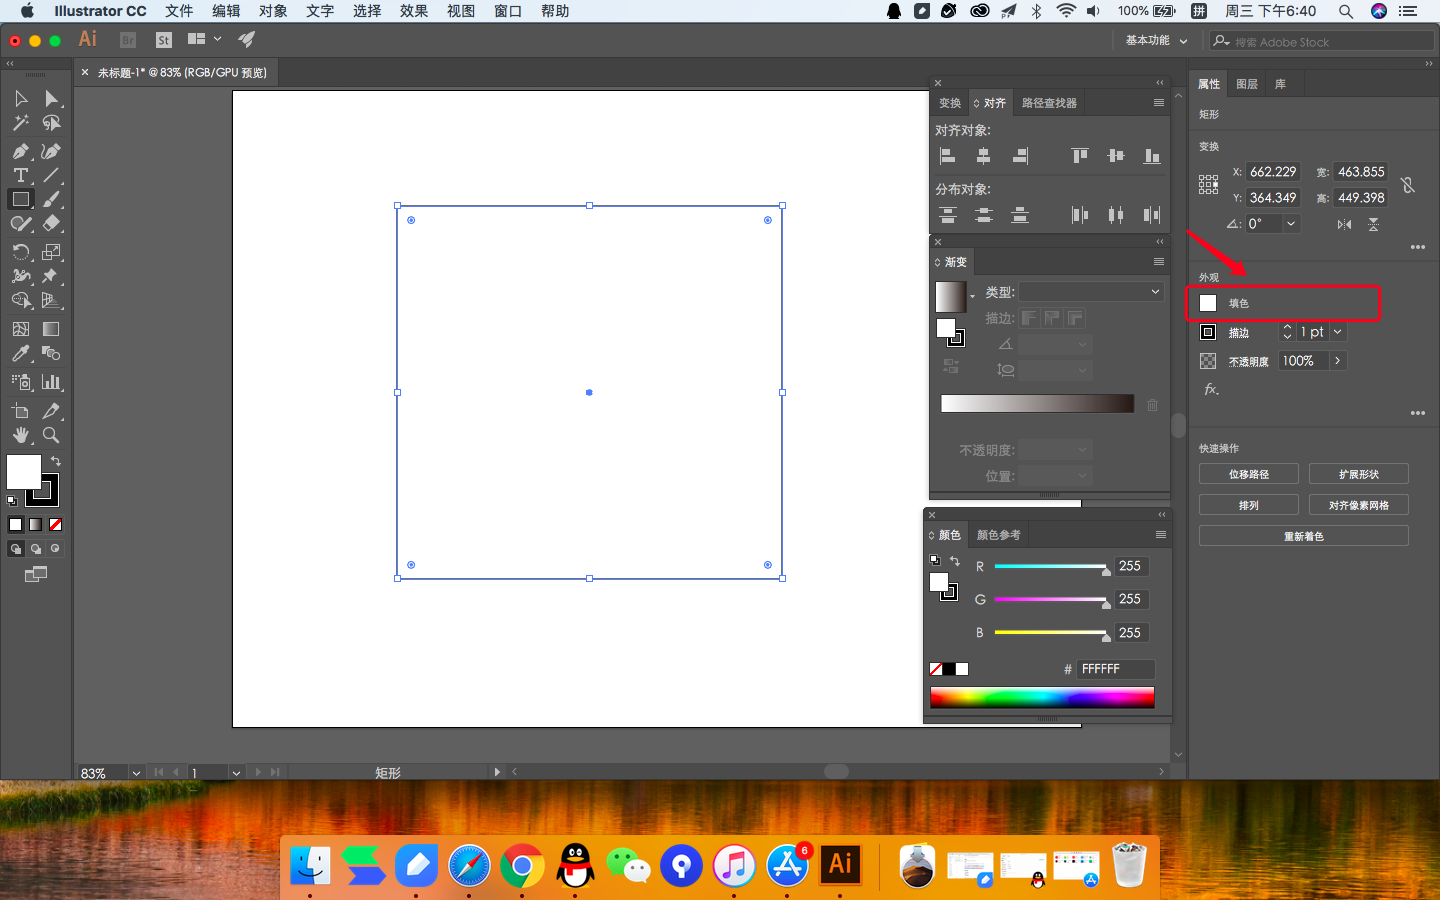 Illustrator CC 文件 编辑 对象 文字 选择 效果 视图 窗口 帮助 100% 拼 周三 下午6:40
Ai Br St 基本功能 搜索 Adobe Stock
未标题-1* @ 83% (RGB/GPU 预览)
变换 对齐 路径查找器
对齐对象:
分布对象:
渐变
类型:
描边:
不透明度:
位置:
颜色 颜色参考
R 255
G 255
B 255
# FFFFFF
属性 图层 库
矩形
变换
X: 662.229 宽: 463.855
Y: 364.349 高: 449.398
0°
外观
填色
描边 1 pt
不透明度 100%
fx.
快速操作
位移路径 扩展形状
排列 对齐像素网格
重新着色
83% 1 矩形
6
Ai